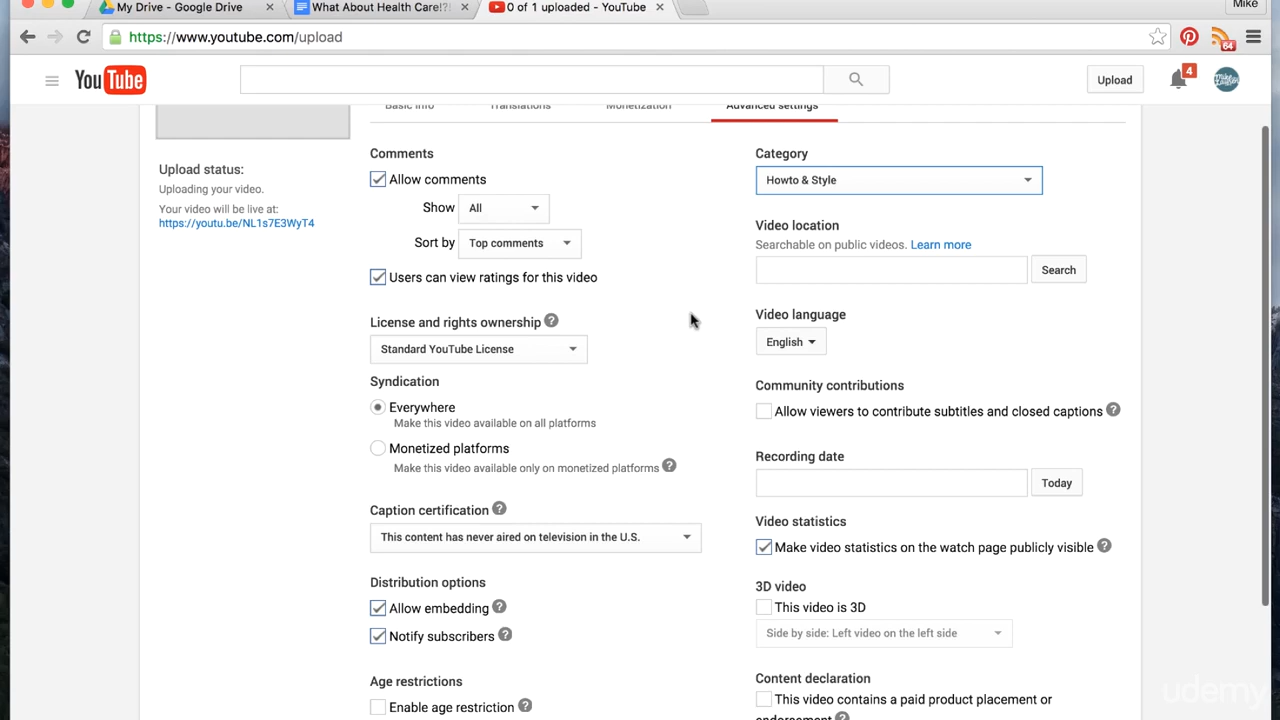 My Drive - Google Drive
What About Health Care!?!
0 of 1 uploaded - YouTube
Mike
https://www.youtube.com/upload
64
YouTube
Upload
4
Basic info
Translations
Monetization
Advanced settings
Upload status:
Uploading your video.
Your video will be live at:
https://youtu.be/NL1s7E3WyT4
Comments
Allow comments
Show
All
Sort by
Top comments
Users can view ratings for this video
License and rights ownership ?
Standard YouTube License
Syndication
Everywhere
Make this video available on all platforms
Monetized platforms
Make this video available only on monetized platforms ?
Caption certification ?
This content has never aired on television in the U.S.
Distribution options
Allow embedding ?
Notify subscribers ?
Age restrictions
Enable age restriction ?
Category
Howto & Style
Video location
Searchable on public videos. Learn more
Search
Video language
English
Community contributions
Allow viewers to contribute subtitles and closed captions ?
Recording date
Today
Video statistics
Make video statistics on the watch page publicly visible ?
3D video
This video is 3D
Side by side: Left video on the left side
Content declaration
This video contains a paid product placement or
endorsement ?
udemy